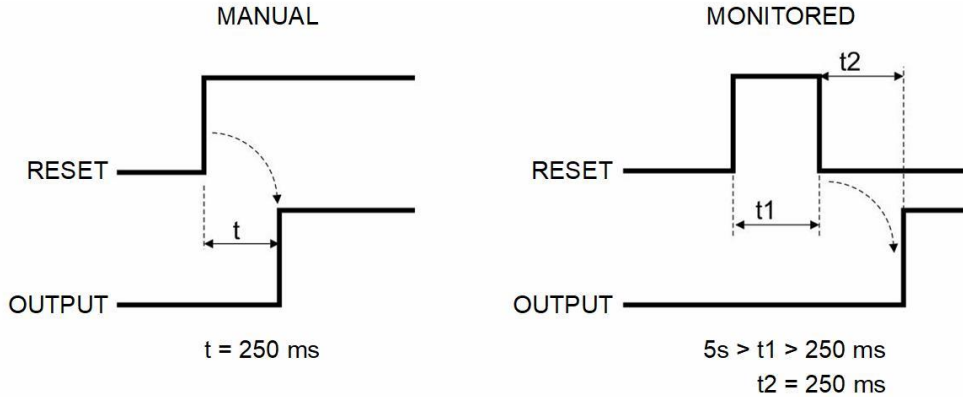 MANUAL
RESET
t
OUTPUT
t = 250 ms
MONITORED
t2
RESET
t1
OUTPUT
5s > t1 > 250 ms
t2 = 250 ms